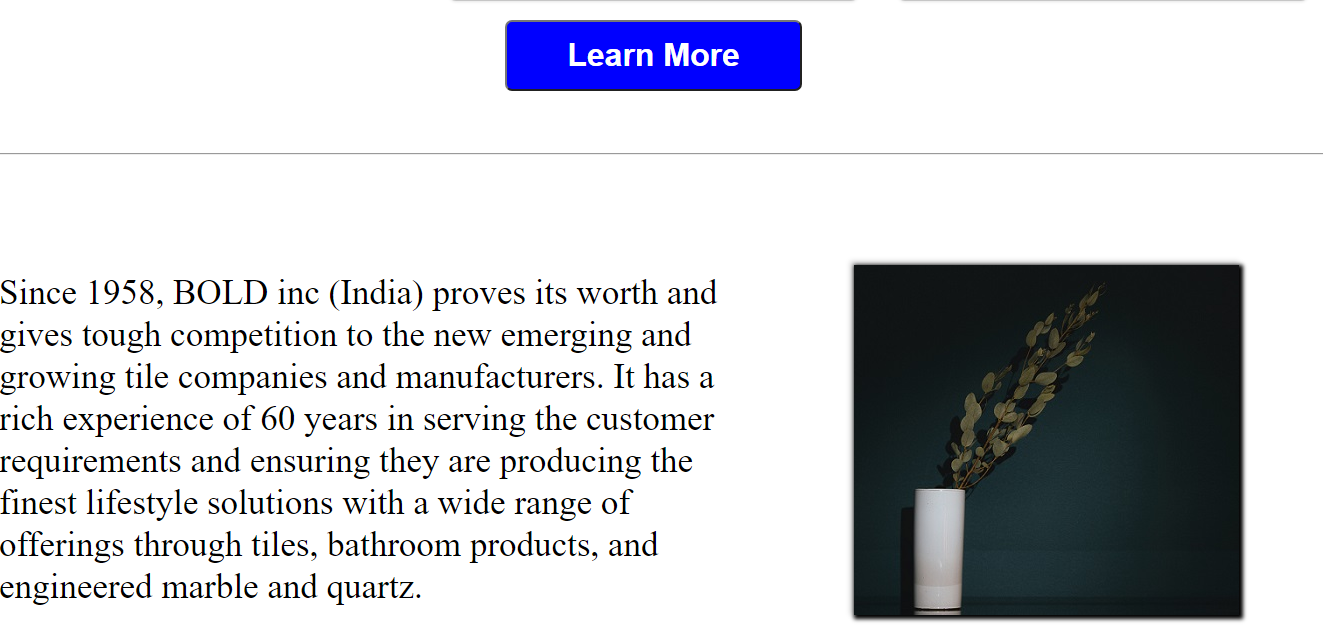 Learn More
Since 1958, BOLD inc (India) proves its worth and
gives tough competition to the new emerging and
growing tile companies and manufacturers. It has a
rich experience of 60 years in serving the customer
requirements and ensuring they are producing the
finest lifestyle solutions with a wide range of
offerings through tiles, bathroom products, and
engineered marble and quartz.